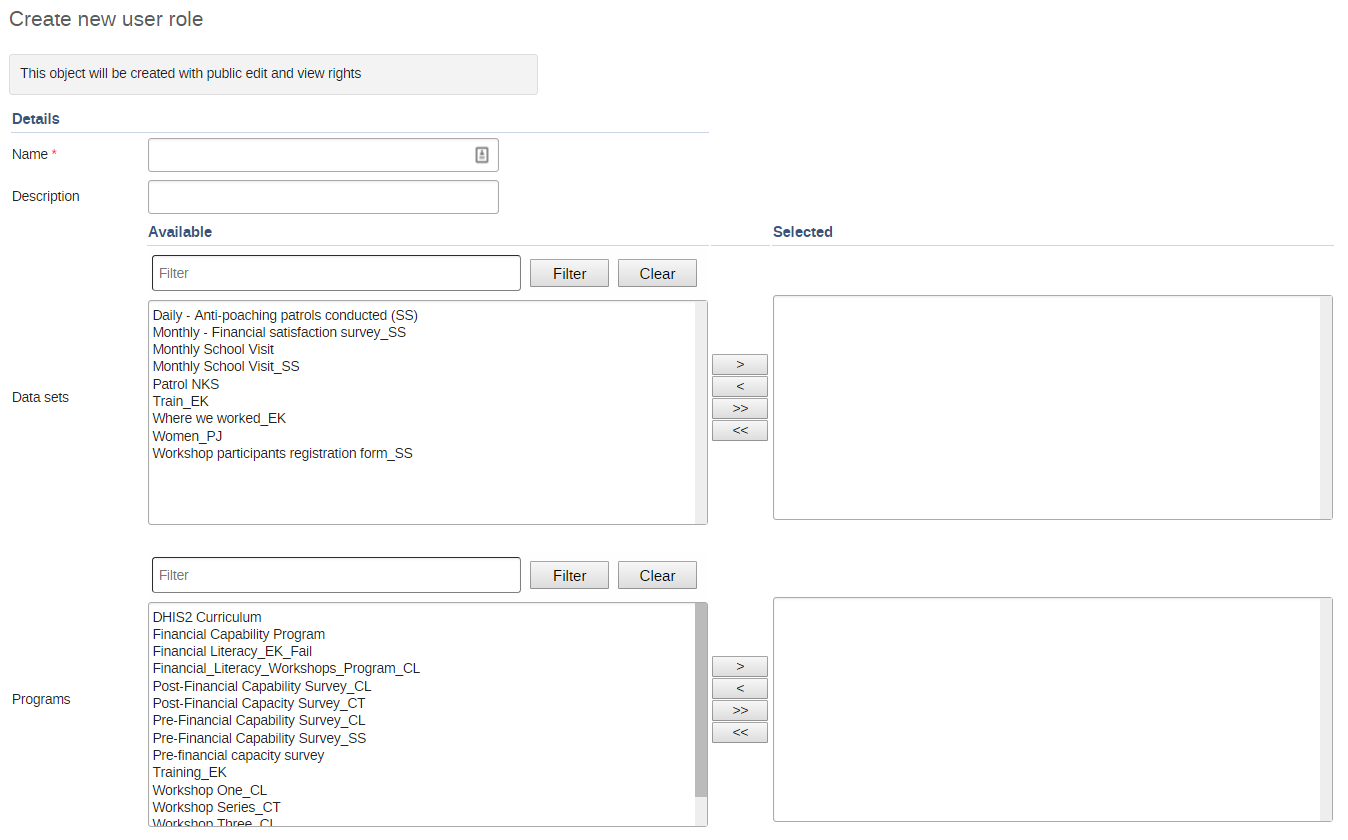 Create new user role
This object will be created with public edit and view rights
Details
Name *
Description
Available
Selected
Filter
Filter
Clear
Data sets
Daily - Anti-poaching patrols conducted (SS)
Monthly - Financial satisfaction survey_SS
Monthly School Visit
Monthly School Visit_SS
Patrol NKS
Train_EK
Where we worked_EK
Women_PJ
Workshop participants registration form_SS
>
<
>>
<<
Filter
Filter
Clear
Programs
DHIS2 Curriculum
Financial Capability Program
Financial Literacy_EK_Fail
Financial_Literacy_Workshops_Program_CL
Post-Financial Capability Survey_CL
Post-Financial Capacity Survey_CT
Pre-Financial Capability Survey_CL
Pre-Financial Capability Survey_SS
Pre-financial capacity survey
Training_EK
Workshop One_CL
Workshop Series_CT
Workshop Three_CL
>
<
>>
<<